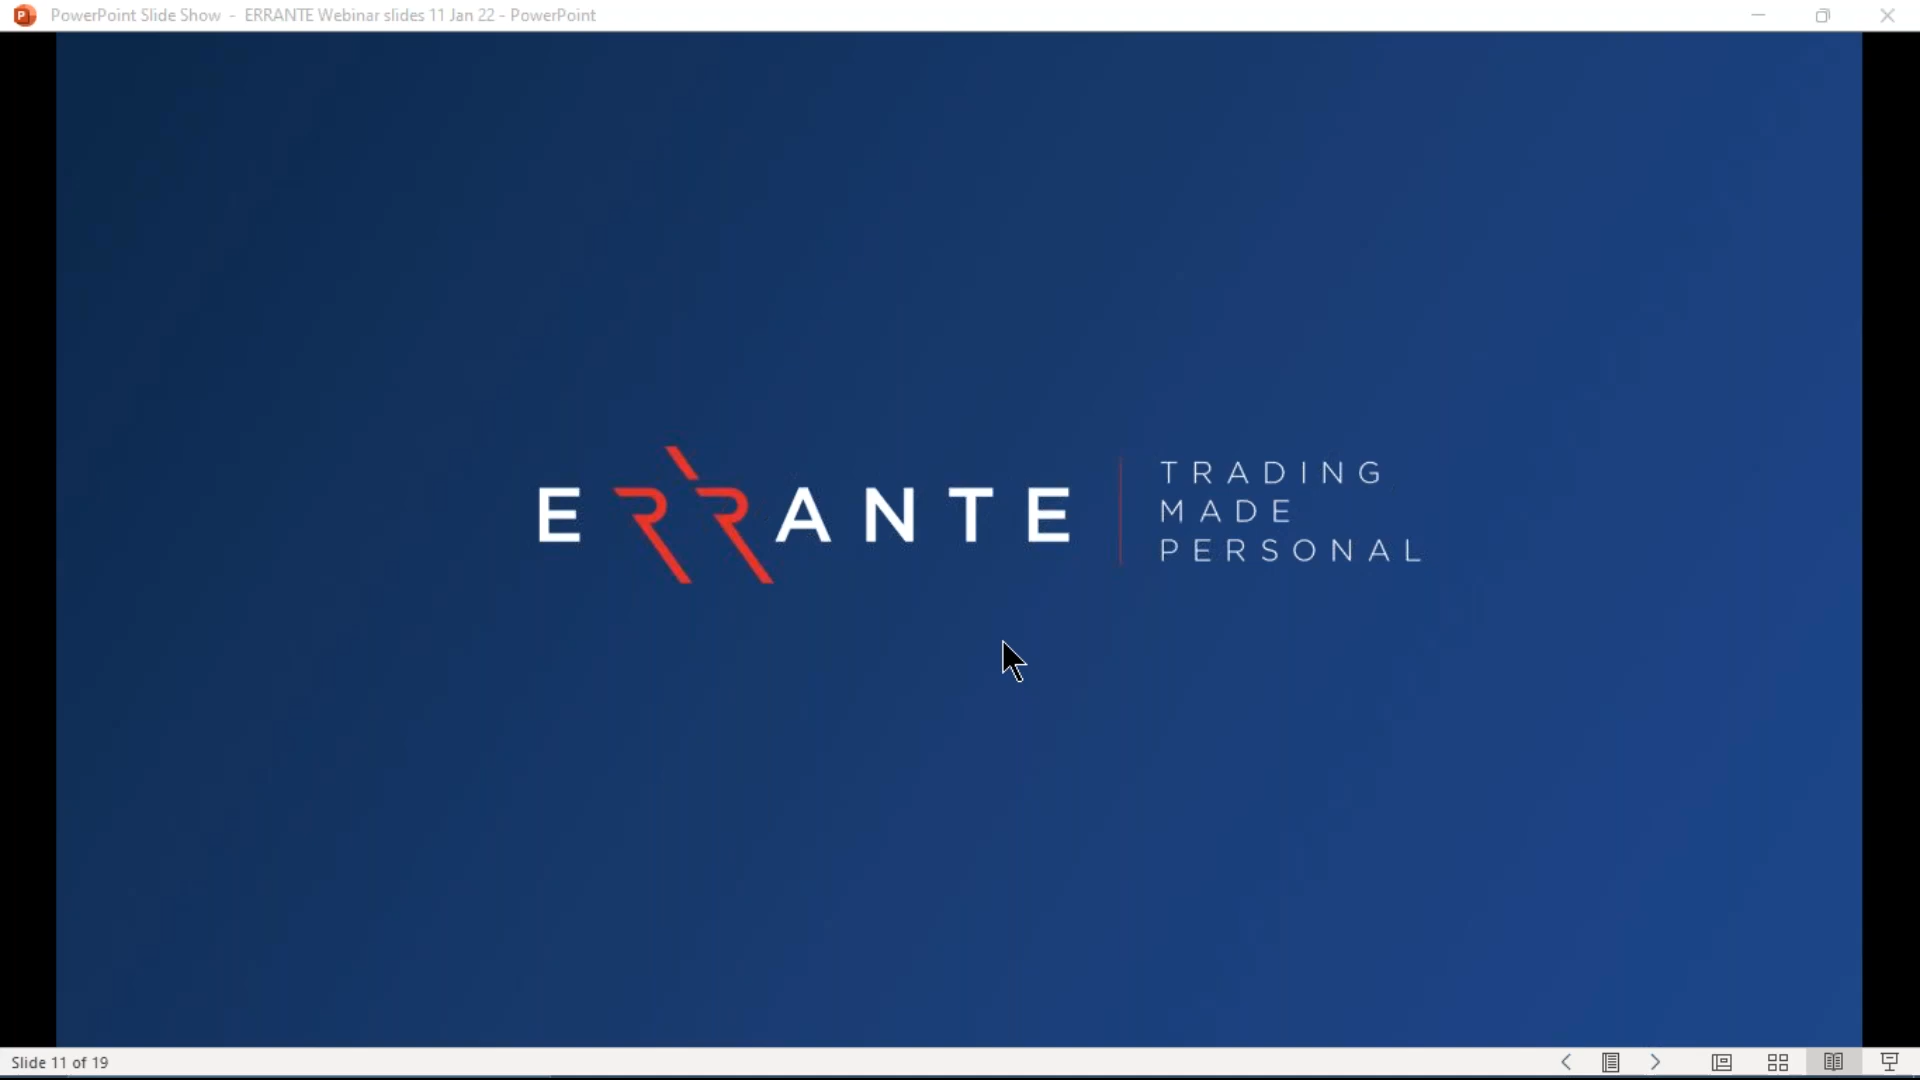 PowerPoint Slide Show - ERRANTE Webinar slides 11 Jan 22 - PowerPoint
ERRANTE
TRADING
MADE
PERSONAL
Slide 11 of 19